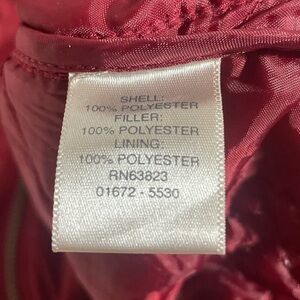 SHELL:
100% POLYESTER
FILLER:
100% POLYESTER
LINING:
100% POLYESTER
RN63823
01672 - 5530